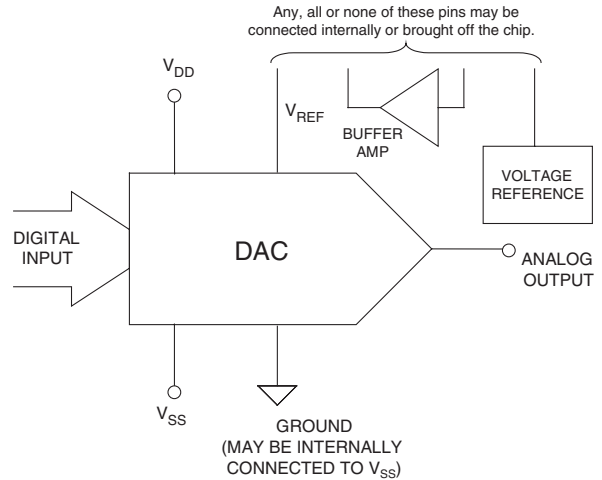 Any, all or none of these pins may be
connected internally or brought off the chip.
VDD
VREF
BUFFER
AMP
VOLTAGE
REFERENCE
DIGITAL
INPUT
DAC
ANALOG
OUTPUT
VSS
GROUND
(MAY BE INTERNALLY
CONNECTED TO VSS)